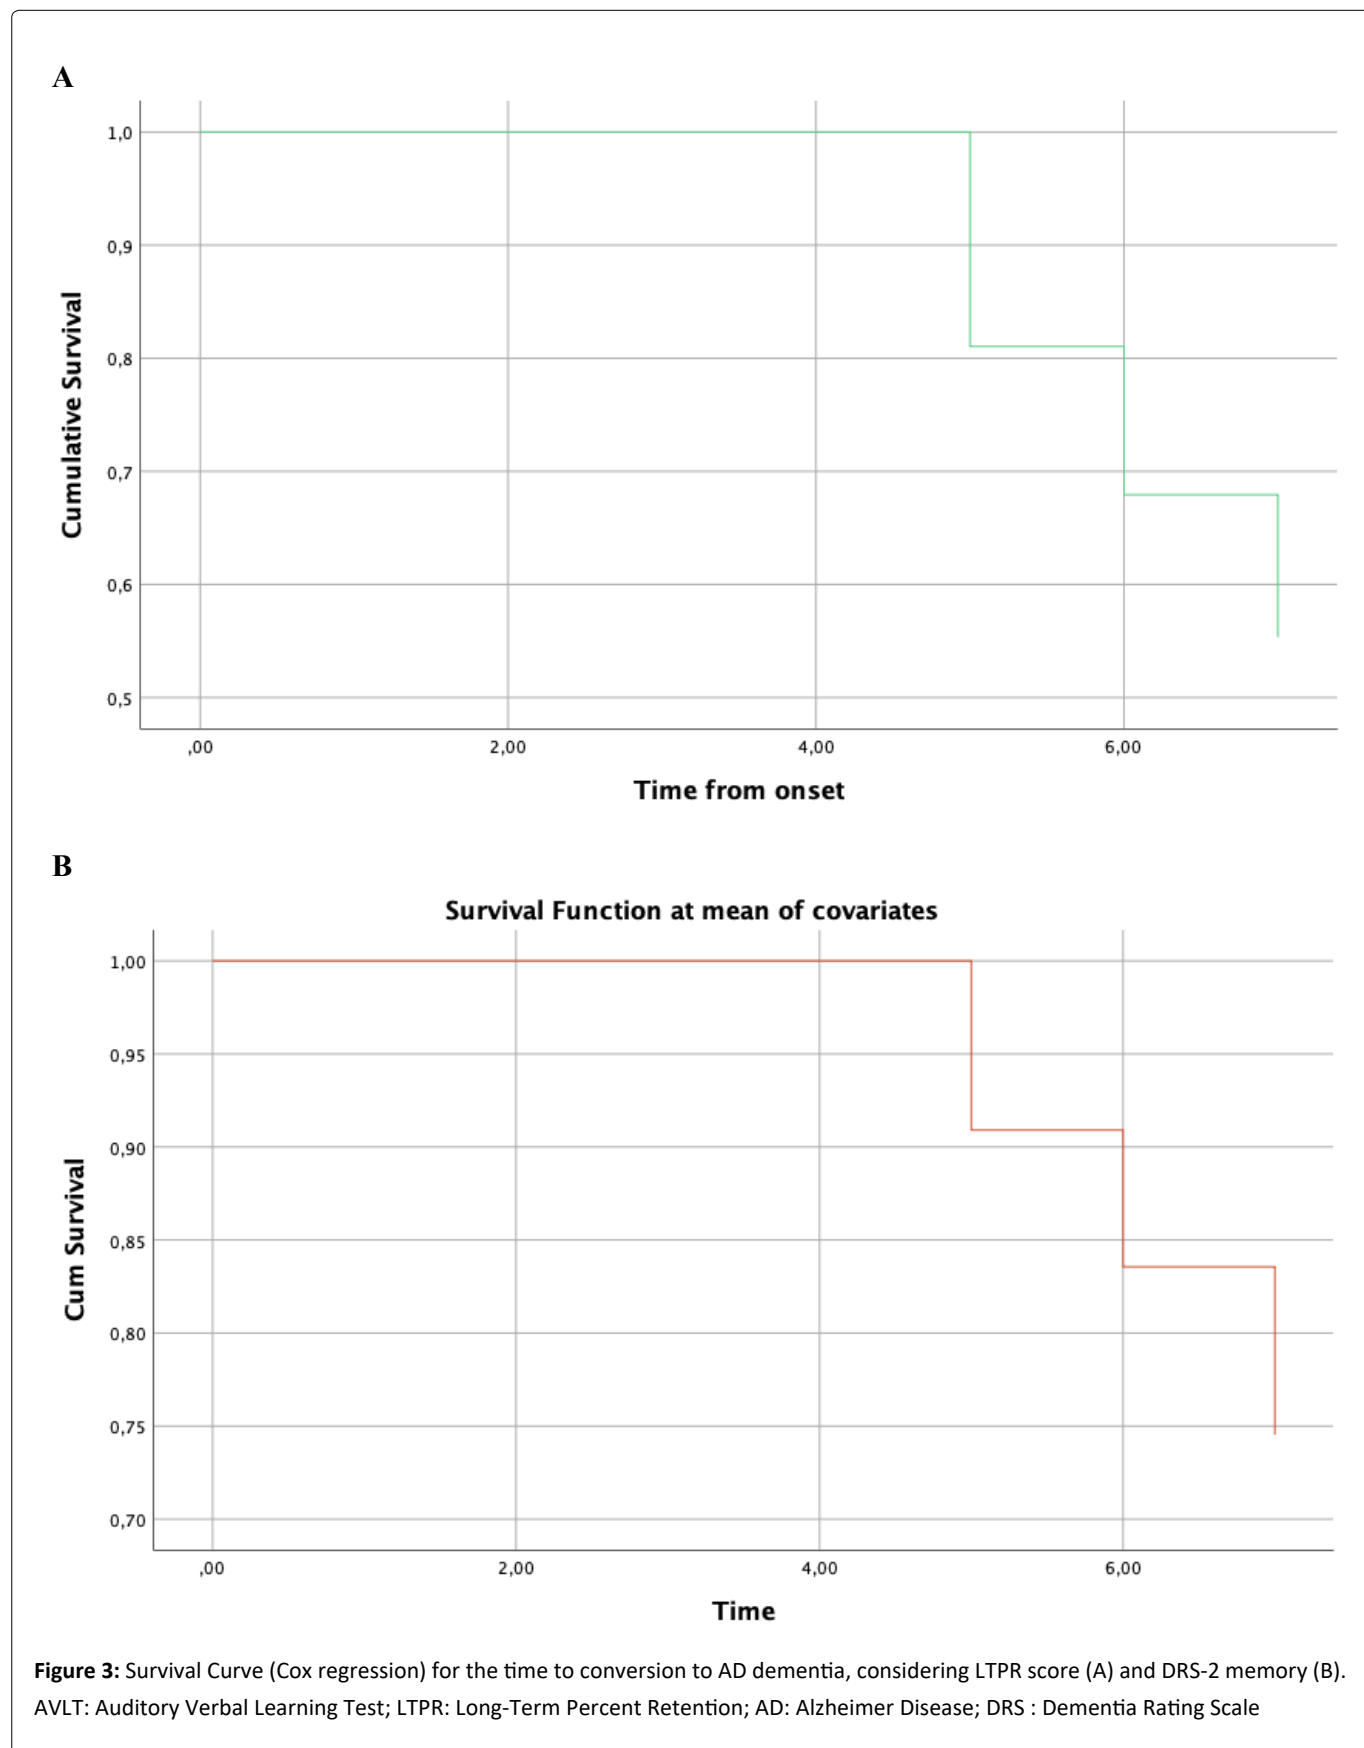 A
1,0
0,9
0,8
0,7
0,6
0,5
Cumulative Survival
,00 2,00 4,00 6,00
Time from onset
B
Survival Function at mean of covariates
1,00
0,95
0,90
0,85
0,80
0,75
0,70
Cum Survival
,00 2,00 4,00 6,00
Time
Figure 3: Survival Curve (Cox regression) for the time to conversion to AD dementia, considering LTPR score (A) and DRS-2 memory (B).
AVLT: Auditory Verbal Learning Test; LTPR: Long-Term Percent Retention; AD: Alzheimer Disease; DRS : Dementia Rating Scale